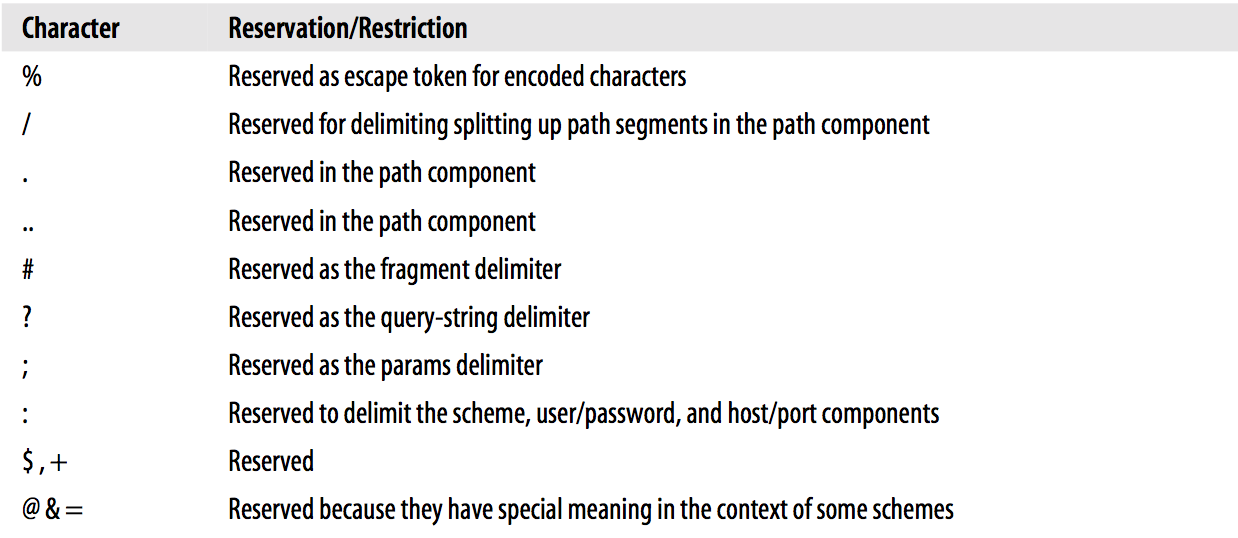 Character Reservation/Restriction
% Reserved as escape token for encoded characters
/ Reserved for delimiting splitting up path segments in the path component
. Reserved in the path component
.. Reserved in the path component
# Reserved as the fragment delimiter
? Reserved as the query-string delimiter
; Reserved as the params delimiter
: Reserved to delimit the scheme, user/password, and host/port components
$ , + Reserved
@ & = Reserved because they have special meaning in the context of some schemes